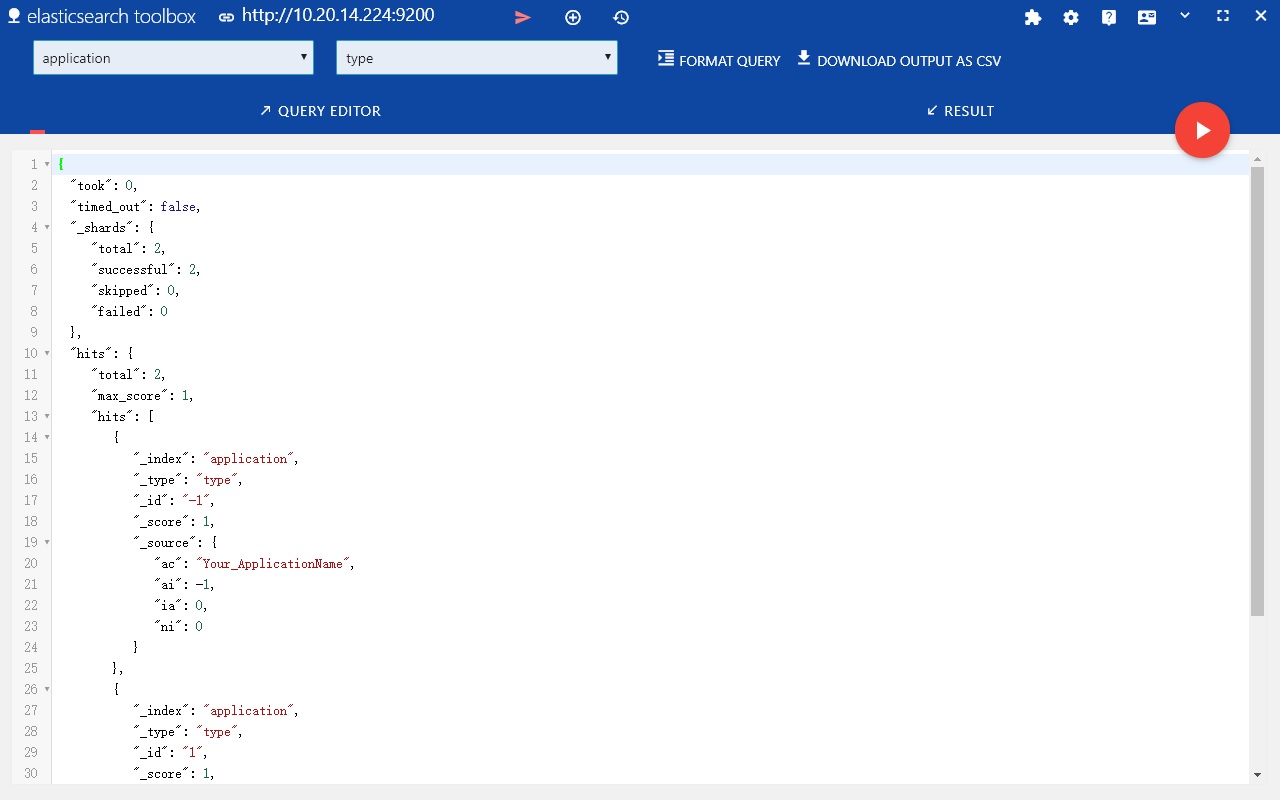 elasticsearch toolbox http://10.20.14.224:9200
application type FORMAT QUERY DOWNLOAD OUTPUT AS CSV
QUERY EDITOR RESULT
1 {
2 "took": 0,
3 "timed_out": false,
4 "_shards": {
5 "total": 2,
6 "successful": 2,
7 "skipped": 0,
8 "failed": 0
9 },
10 "hits": {
11 "total": 2,
12 "max_score": 1,
13 "hits": [
14 {
15 "_index": "application",
16 "_type": "type",
17 "_id": "-1",
18 "_score": 1,
19 "_source": {
20 "ac": "Your_ApplicationName",
21 "ai": -1,
22 "ia": 0,
23 "ni": 0
24 }
25 },
26 {
27 "_index": "application",
28 "_type": "type",
29 "_id": "1",
30 "_score": 1,